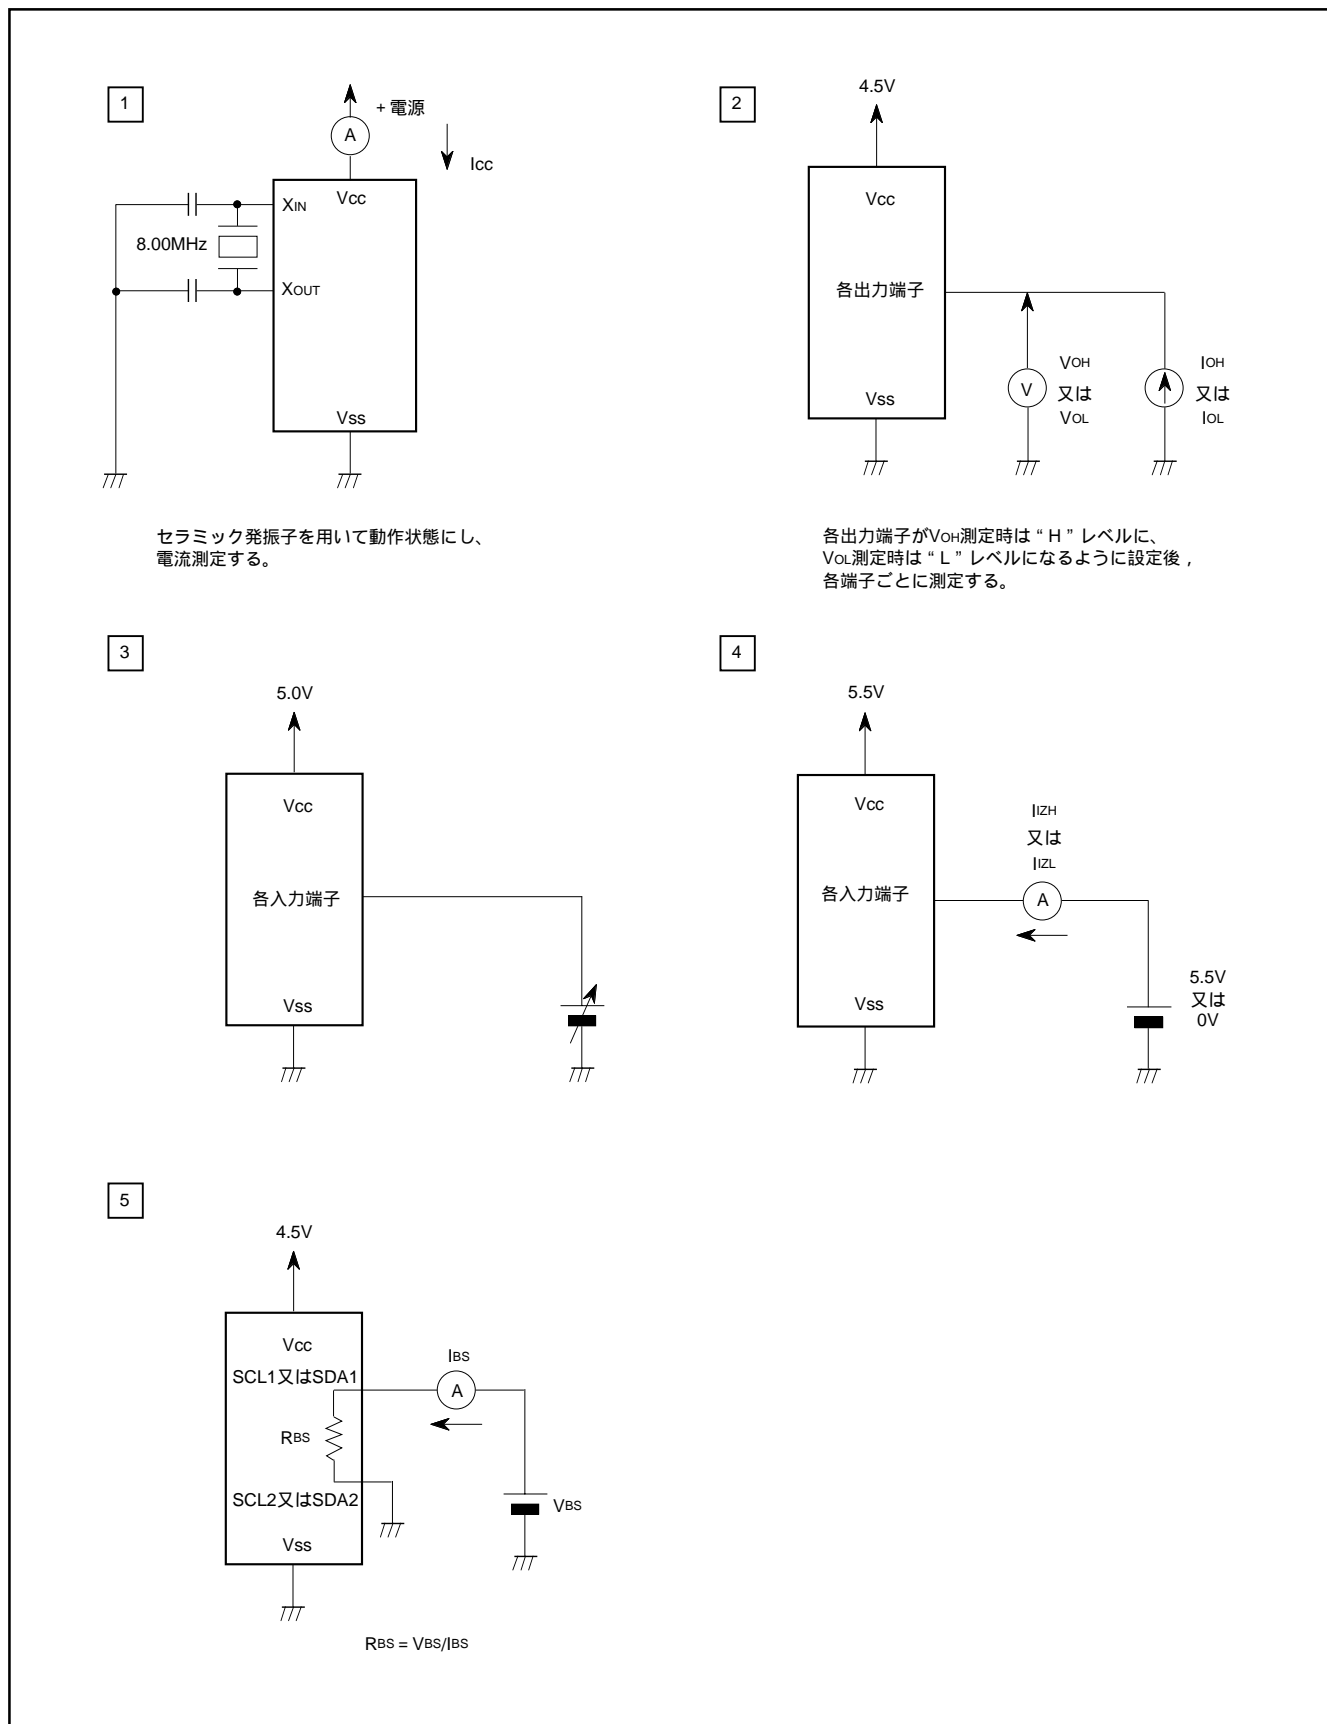 1
A
+ 電源
Icc
XIN
Vcc
8.00MHz
XOUT
Vss
セラミック発振子を用いて動作状態にし、
電流測定する。
2
4.5V
Vcc
各出力端子
V
VOH
又は
VOL
IOH
又は
IOL
Vss
各出力端子がVOH測定時は“H”レベルに、
VOL測定時は“L”レベルになるように設定後,
各端子ごとに測定する。
3
5.0V
Vcc
各入力端子
Vss
4
5.5V
Vcc
IIZH
又は
IIZL
各入力端子
A
Vss
5.5V
又は
0V
5
4.5V
Vcc
SCL1又はSDA1
IBS
A
RBS
SCL2又はSDA2
VBS
Vss
RBS = VBS/IBS